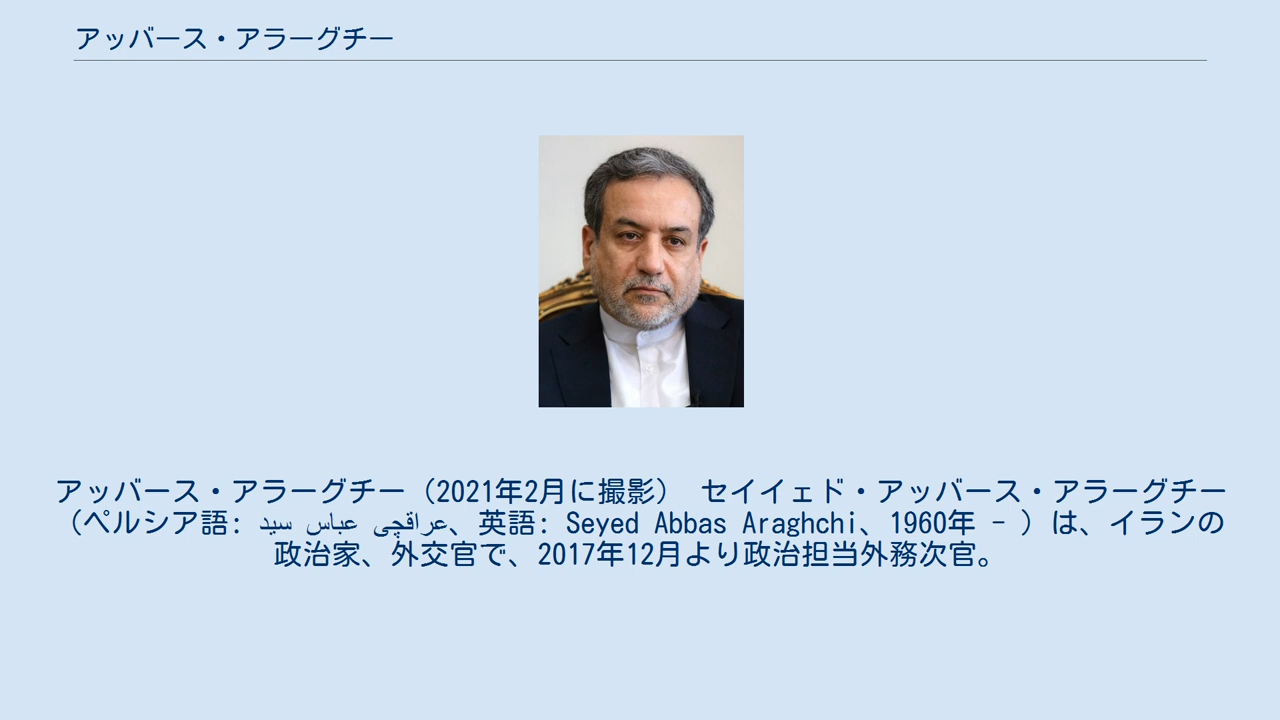 アッバース・アラーグチー
アッバース・アラーグチー（2021年2月に撮影） セイイェド・アッバース・アラーグチー
（ペルシア語: عراقچی عباس سید、英語: Seyed Abbas Araghchi、1960年 - ）は、イランの
政治家、外交官で、2017年12月より政治担当外務次官。